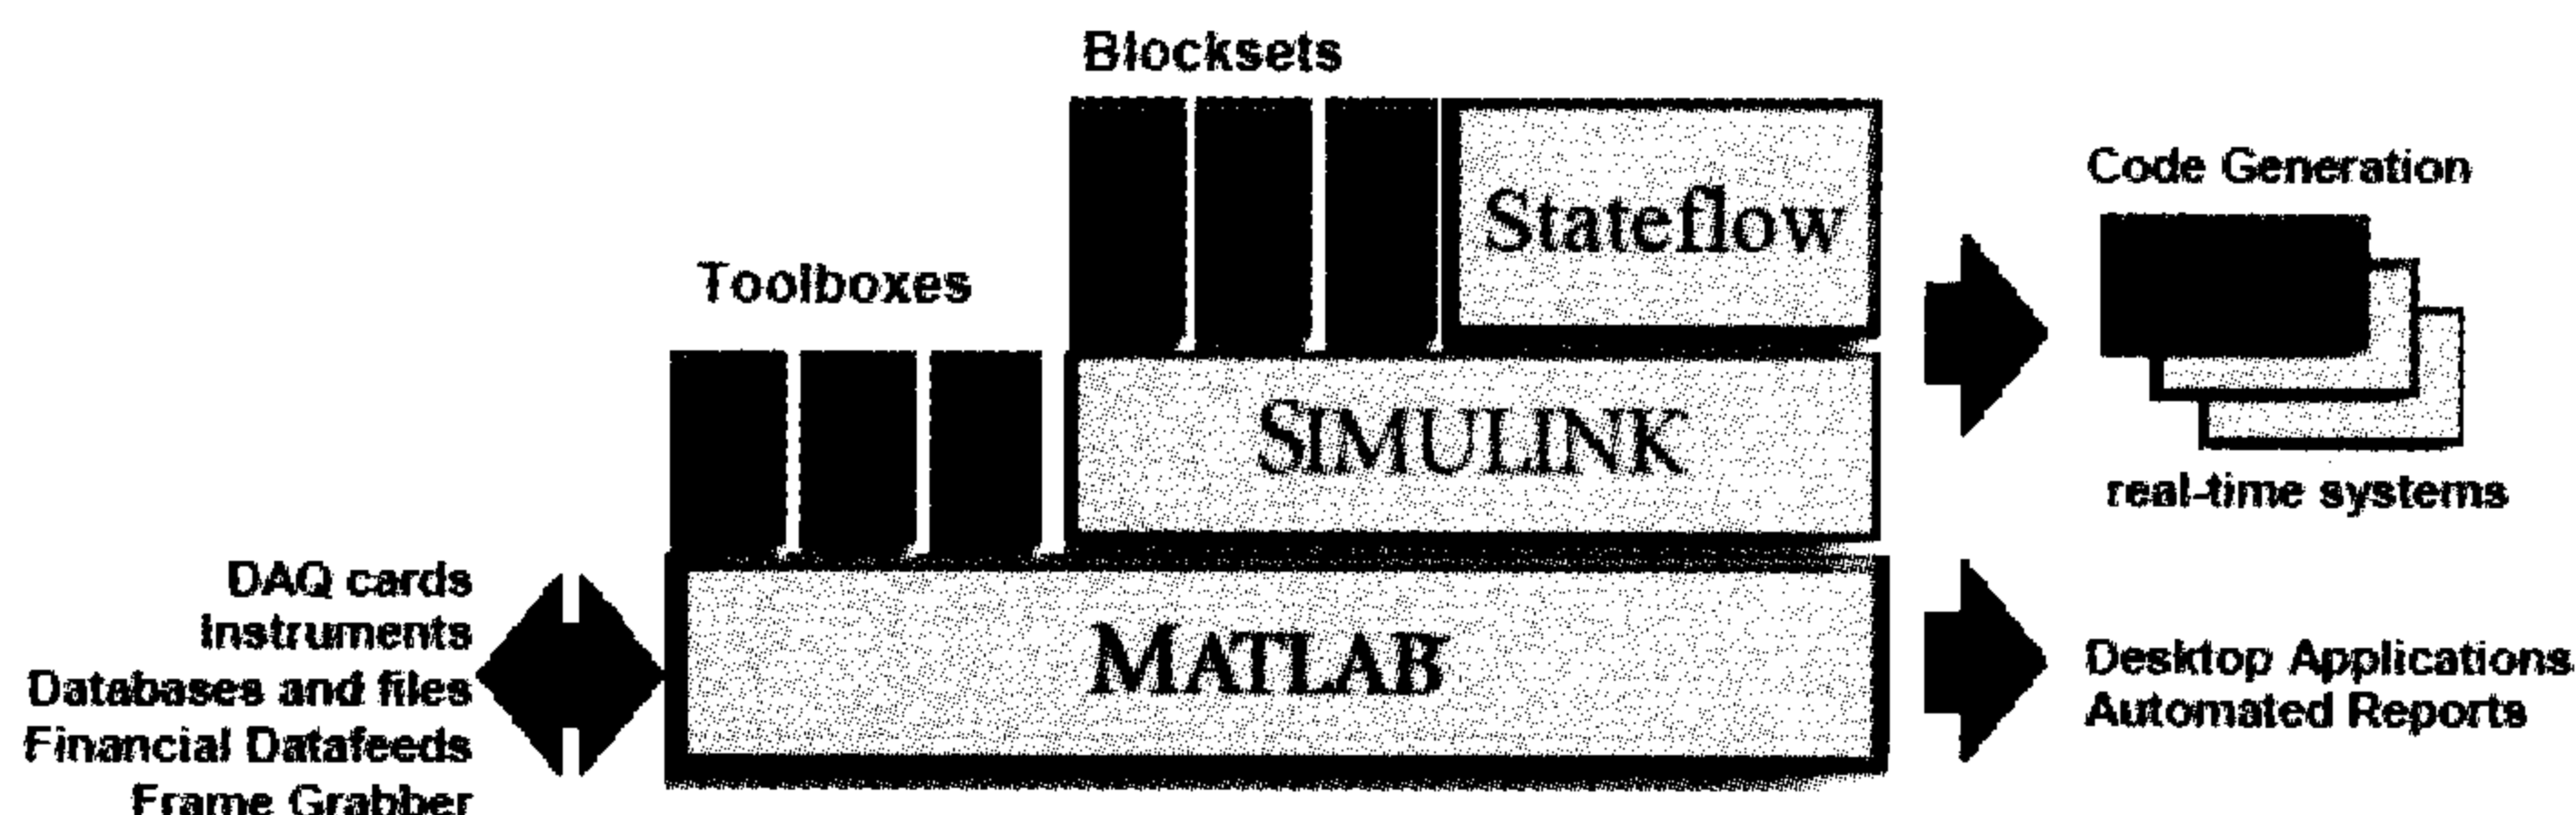 Blocksets
Stateflow
Code Generation
Toolboxes
SIMULINK
real-time systems
DAQ cards
Instruments
Databases and files
Financial Datafeeds
Frame Grabber
MATLAB
Desktop Applications
Automated Reports